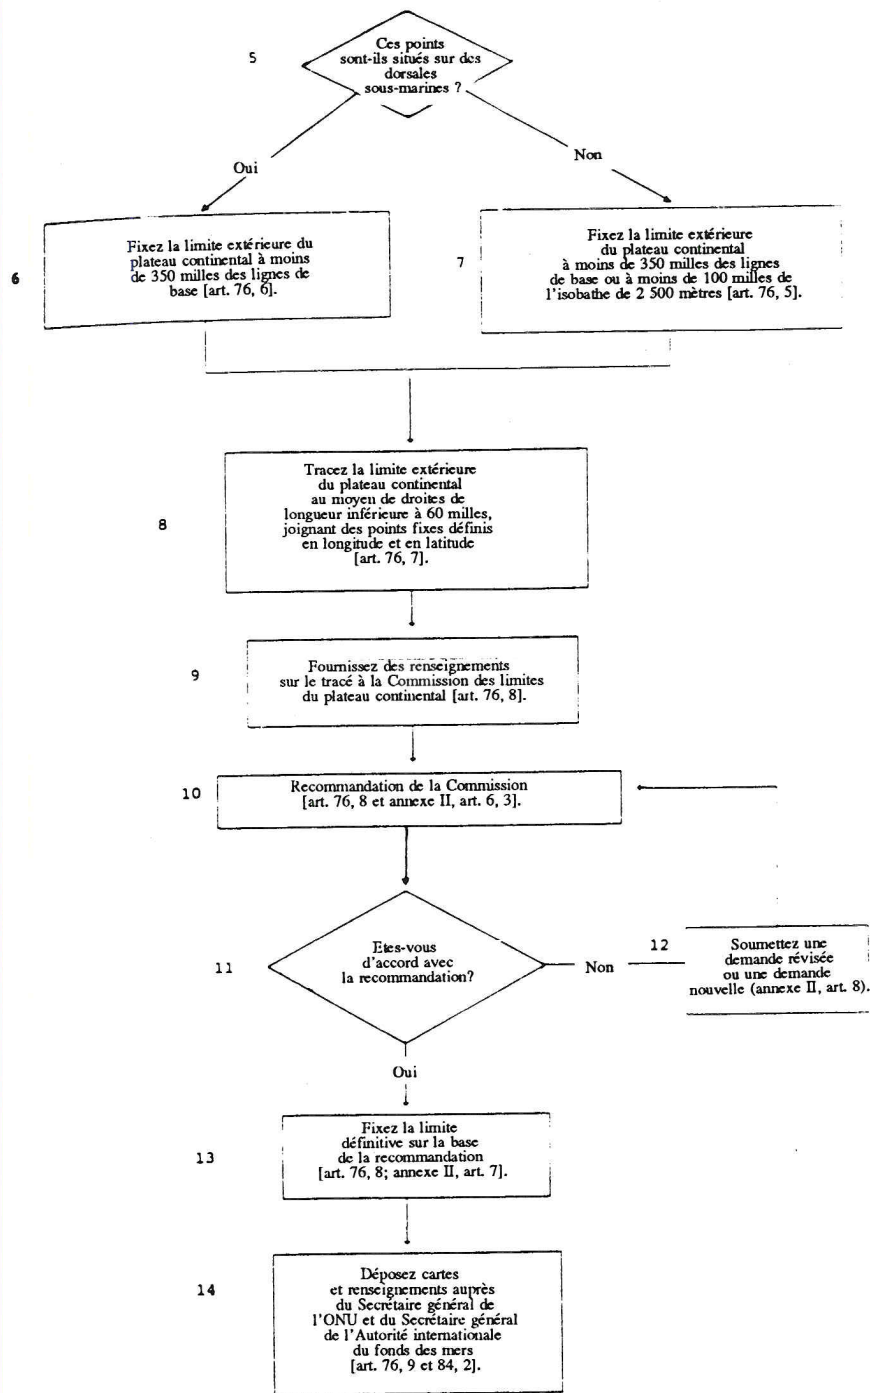 5
Ces points
sont-ils situés sur des
dorsales
sous-marines ?
Oui
Non
6
Fixez la limite extérieure du
plateau continental à moins
de 350 milles des lignes de
base [art. 76, 6].
7
Fixez la limite extérieure
du plateau continental
à moins de 350 milles des lignes
de base ou à moins de 100 milles de
l'isobathe de 2 500 mètres [art. 76, 5].
8
Tracez la limite extérieure
du plateau continental
au moyen de droites de
longueur inférieure à 60 milles,
joignant des points fixes définis
en longitude et en latitude
[art. 76, 7].
9
Fournissez des renseignements
sur le tracé à la Commission des limites
du plateau continental [art. 76, 8].
10
Recommandation de la Commission
[art. 76, 8 et annexe II, art. 6, 3].
11
Etes-vous
d'accord avec
la recommandation?
Non
12
Soumettez une
demande révisée
ou une demande
nouvelle (annexe II, art. 8).
Oui
13
Fixez la limite
définitive sur la base
de la recommandation
[art. 76, 8; annexe II, art. 7].
14
Déposez cartes
et renseignements auprès
du Secrétaire général de
l'ONU et du Secrétaire général
de l'Autorité internationale
du fonds des mers
[art. 76, 9 et 84, 2].